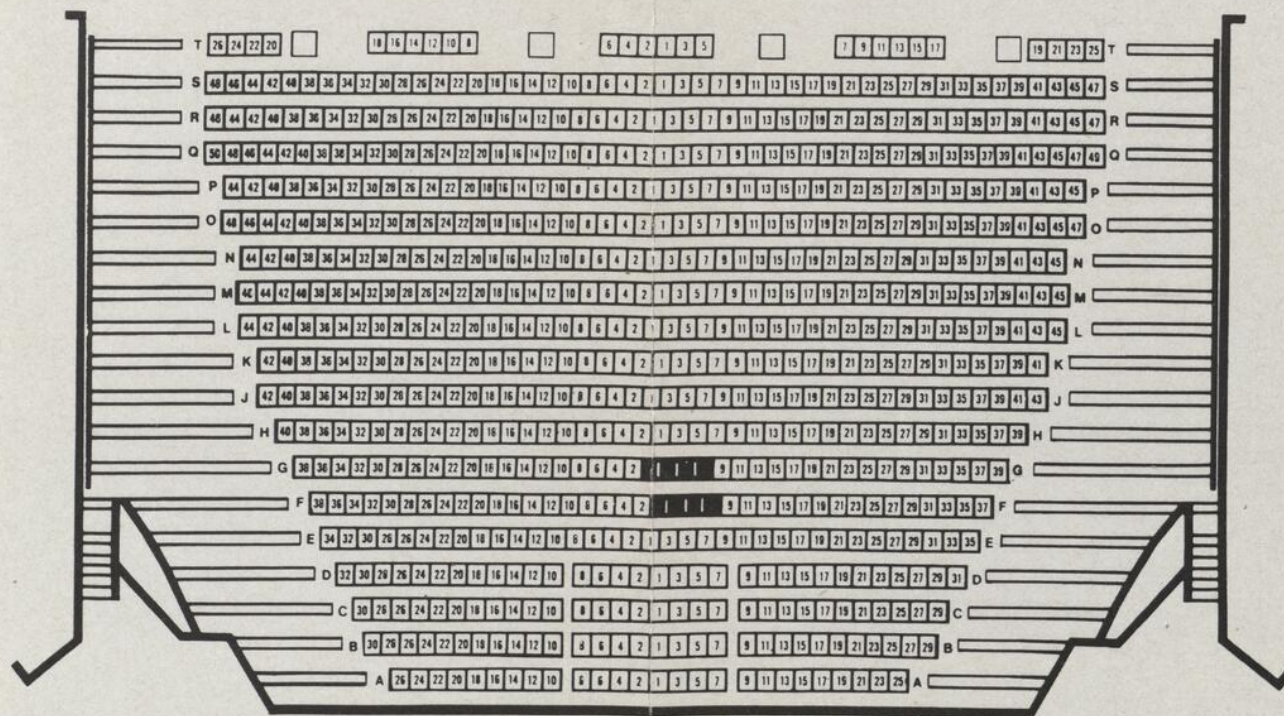 T 26 24 22 20 18 16 14 12 10 8 6 4 2 1 3 5 7 9 11 13 15 17 19 21 23 25 T
S 48 46 44 42 40 38 36 34 32 30 28 26 24 22 20 18 16 14 12 10 8 6 4 2 1 3 5 7 9 11 13 15 17 19 21 23 25 27 29 31 33 35 37 39 41 43 45 47 S
R 46 44 42 40 38 36 34 32 30 28 26 24 22 20 18 16 14 12 10 8 6 4 2 1 3 5 7 9 11 13 15 17 19 21 23 25 27 29 31 33 35 37 39 41 43 45 47 R
Q 50 48 46 44 42 40 38 36 34 32 30 28 26 24 22 20 18 16 14 12 10 8 6 4 2 1 3 5 7 9 11 13 15 17 19 21 23 25 27 29 31 33 35 37 39 41 43 45 47 49 Q
P 44 42 40 38 36 34 32 30 28 26 24 22 20 18 16 14 12 10 8 6 4 2 1 3 5 7 9 11 13 15 17 19 21 23 25 27 29 31 33 35 37 39 41 43 45 P
O 48 46 44 42 40 38 36 34 32 30 28 26 24 22 20 18 16 14 12 10 8 6 4 2 1 3 5 7 9 11 13 15 17 19 21 23 25 27 29 31 33 35 37 39 41 43 45 47 O
N 44 42 40 38 36 34 32 30 28 26 24 22 20 18 16 14 12 10 8 6 4 2 1 3 5 7 9 11 13 15 17 19 21 23 25 27 29 31 33 35 37 39 41 43 45 N
M 46 44 42 40 38 36 34 32 30 28 26 24 22 20 18 16 14 12 10 8 6 4 2 1 3 5 7 9 11 13 15 17 19 21 23 25 27 29 31 33 35 37 39 41 43 45 M
L 44 42 40 38 36 34 32 30 28 26 24 22 20 18 16 14 12 10 8 6 4 2 1 3 5 7 9 11 13 15 17 19 21 23 25 27 29 31 33 35 37 39 41 43 45 L
K 42 40 38 36 34 32 30 28 26 24 22 20 18 16 14 12 10 8 6 4 2 1 3 5 7 9 11 13 15 17 19 21 23 25 27 29 31 33 35 37 39 41 K
J 42 40 38 36 34 32 30 28 26 24 22 20 18 16 14 12 10 8 6 4 2 1 3 5 7 9 11 13 15 17 19 21 23 25 27 29 31 33 35 37 39 41 43 J
H 40 38 36 34 32 30 28 26 24 22 20 18 16 14 12 10 8 6 4 2 1 3 5 7 9 11 13 15 17 19 21 23 25 27 29 31 33 35 37 39 H
G 38 36 34 32 30 28 26 24 22 20 18 16 14 12 10 8 6 4 2 9 11 13 15 17 19 21 23 25 27 29 31 33 35 37 39 G
F 38 36 34 32 30 28 26 24 22 20 18 16 14 12 10 8 6 4 2 9 11 13 15 17 19 21 23 25 27 29 31 33 35 37 F
E 34 32 30 28 26 24 22 20 18 16 14 12 10 8 6 4 2 1 3 5 7 9 11 13 15 17 19 21 23 25 27 29 31 33 35 E
D 32 30 28 26 24 22 20 18 16 14 12 10 8 6 4 2 1 3 5 7 9 11 13 15 17 19 21 23 25 27 29 31 D
C 30 28 26 24 22 20 18 16 14 12 10 8 6 4 2 1 3 5 7 9 11 13 15 17 19 21 23 25 27 29 C
B 30 28 26 24 22 20 18 16 14 12 10 8 6 4 2 1 3 5 7 9 11 13 15 17 19 21 23 25 27 29 B
A 26 24 22 20 18 16 14 12 10 8 6 4 2 1 3 5 7 9 11 13 15 17 19 21 23 25 A